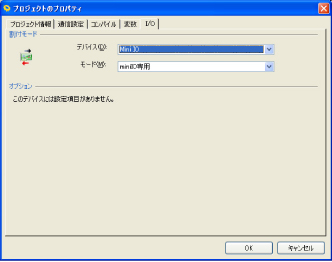 プロジェクトのプロパティ
プロジェクト情報 通信設定 コンパイル 変数 I/O
割付モード
デバイス(D): Mini IO
モード(M): miniIO専用
オプション
このデバイスには設定項目がありません。
OK キャンセル